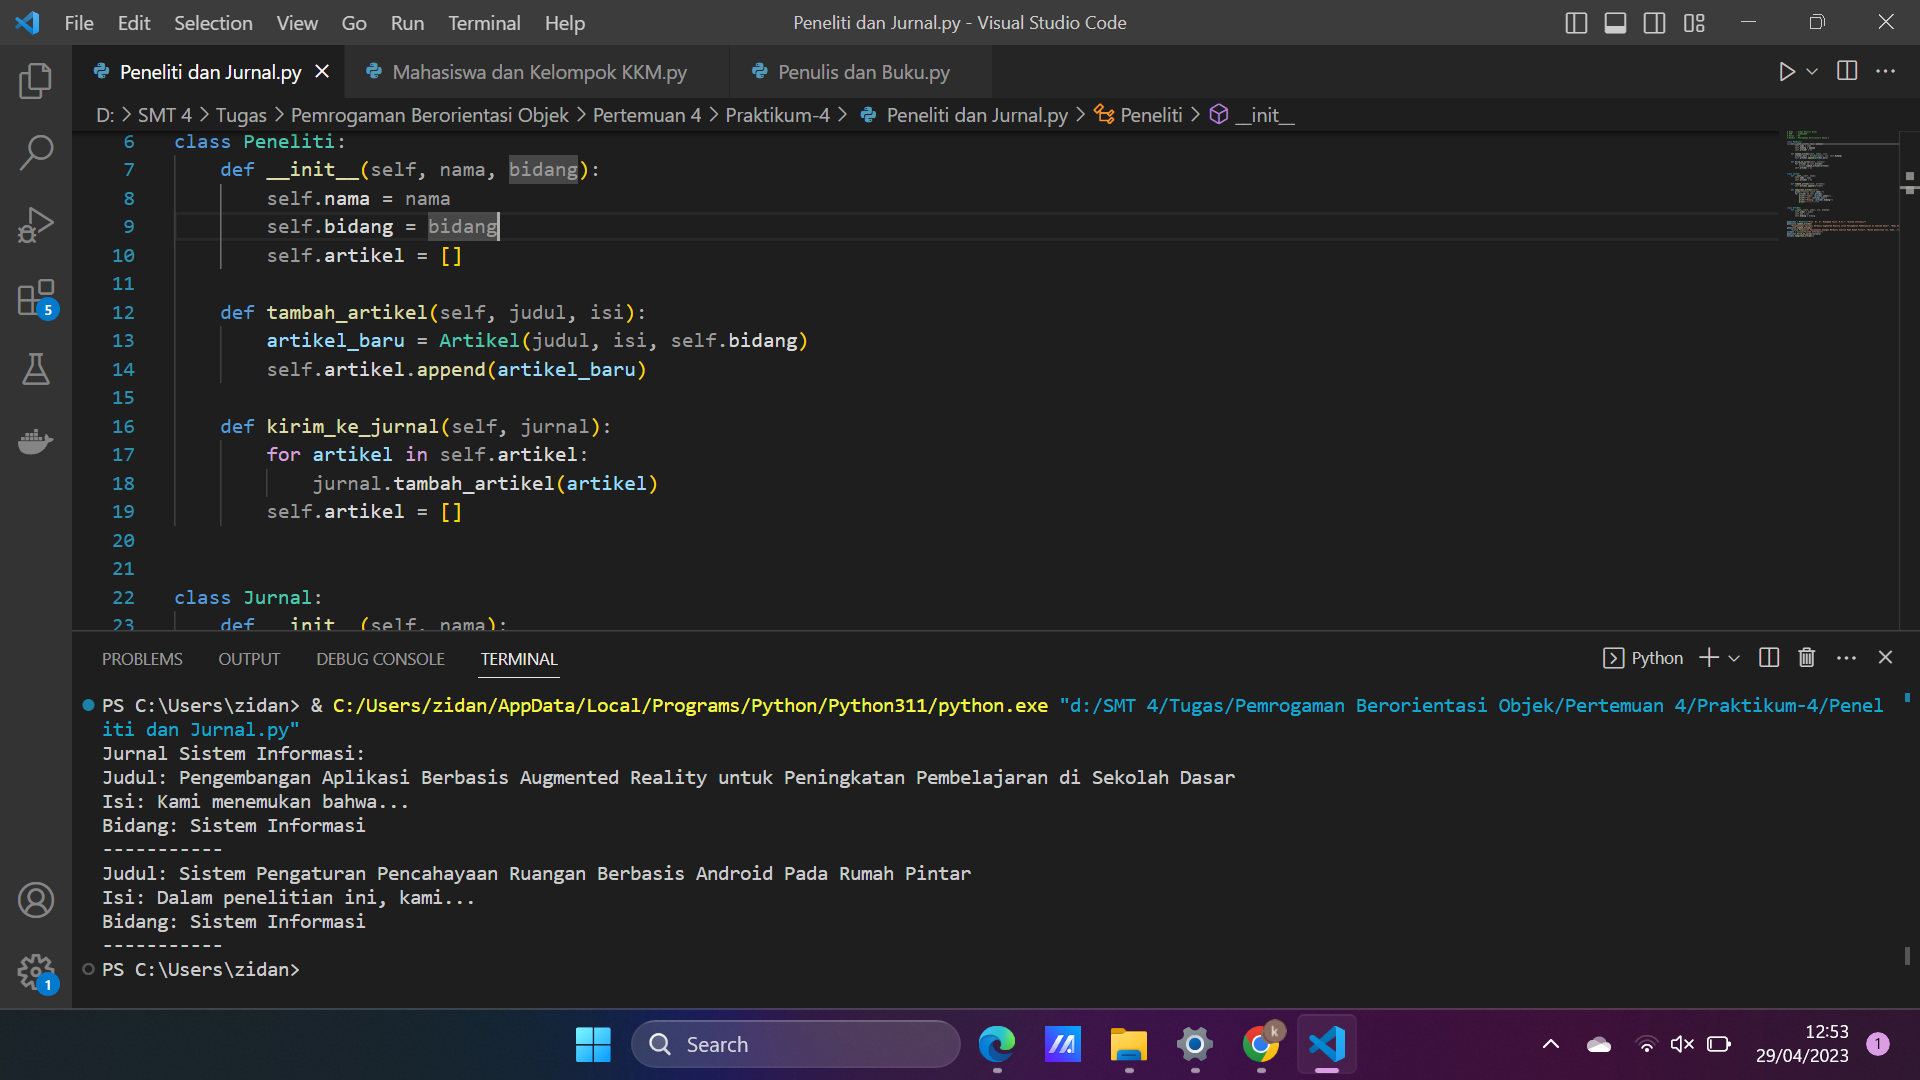 File Edit Selection View Go Run Terminal Help Peneliti dan Jurnal.py - Visual Studio Code
Peneliti dan Jurnal.py Mahasiswa dan Kelompok KKM.py Penulis dan Buku.py
D: > SMT 4 > Tugas > Pemrogaman Berorientasi Objek > Pertemuan 4 > Praktikum-4 > Peneliti dan Jurnal.py > Peneliti > __init__
6 class Peneliti:
7 def __init__(self, nama, bidang):
8 self.nama = nama
9 self.bidang = bidang
10 self.artikel = []
11
12 def tambah_artikel(self, judul, isi):
13 artikel_baru = Artikel(judul, isi, self.bidang)
14 self.artikel.append(artikel_baru)
15
16 def kirim_ke_jurnal(self, jurnal):
17 for artikel in self.artikel:
18 jurnal.tambah_artikel(artikel)
19 self.artikel = []
20
21
22 class Jurnal:
23 def __init__(self, nama):
5
PROBLEMS OUTPUT DEBUG CONSOLE TERMINAL Python
PS C:\Users\zidan> & C:/Users/zidan/AppData/Local/Programs/Python/Python311/python.exe "d:/SMT 4/Tugas/Pemrogaman Berorientasi Objek/Pertemuan 4/Praktikum-4/Penel
iti dan Jurnal.py"
Jurnal Sistem Informasi:
Judul: Pengembangan Aplikasi Berbasis Augmented Reality untuk Peningkatan Pembelajaran di Sekolah Dasar
Isi: Kami menemukan bahwa...
Bidang: Sistem Informasi
-----------
Judul: Sistem Pengaturan Pencahayaan Ruangan Berbasis Android Pada Rumah Pintar
Isi: Dalam penelitian ini, kami...
Bidang: Sistem Informasi
-----------
PS C:\Users\zidan>
1
Search
k
12:53
29/04/2023
1